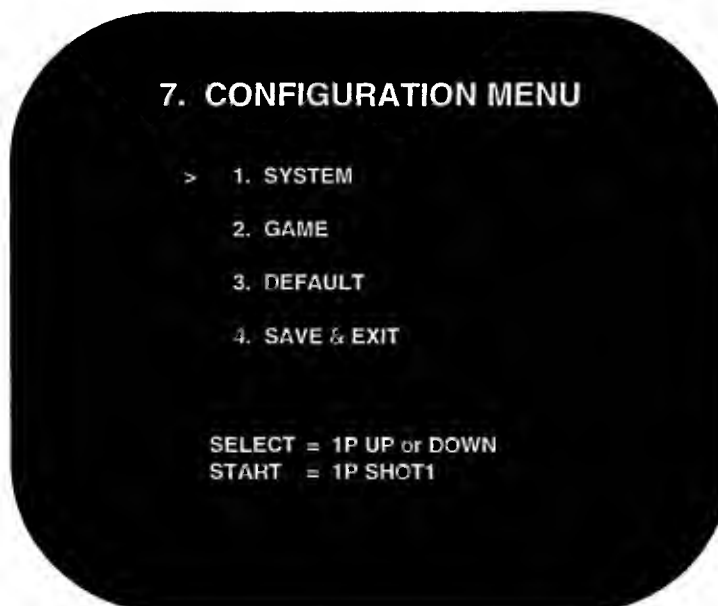 7. CONFIGURATION MENU
> 1. SYSTEM
2. GAME
3. DEFAULT
4. SAVE & EXIT
SELECT = 1P UP or DOWN
START = 1P SHOT1